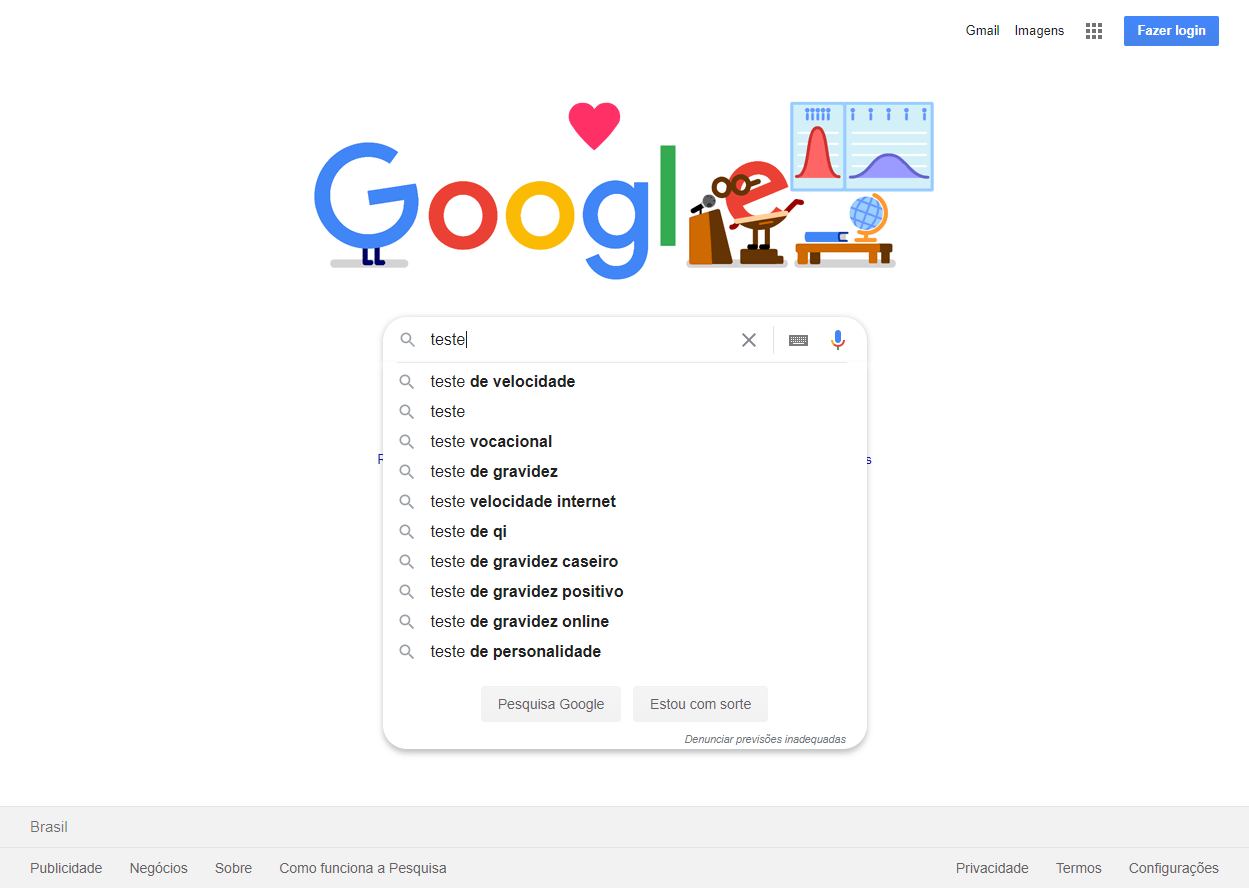 Gmail Imagens Fazer login
Google
teste
teste de velocidade
teste
teste vocacional
teste de gravidez
teste velocidade internet
teste de qi
teste de gravidez caseiro
teste de gravidez positivo
teste de gravidez online
teste de personalidade
Pesquisa Google Estou com sorte
Denunciar previsões inadequadas
Brasil
Publicidade Negócios Sobre Como funciona a Pesquisa Privacidade Termos Configurações